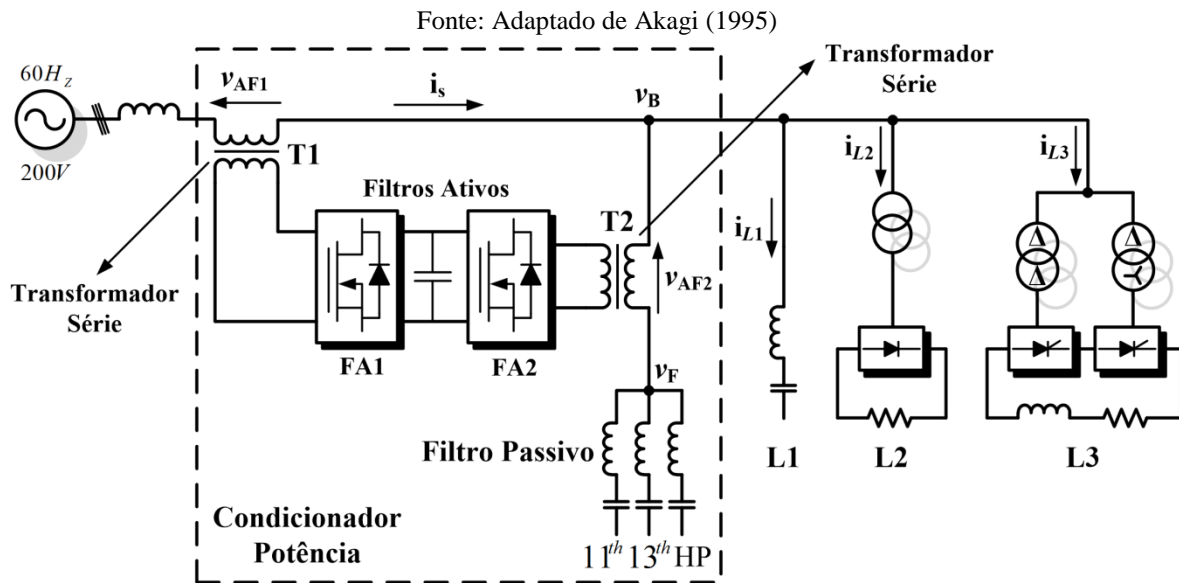 Fonte: Adaptado de Akagi (1995)
Transformador
Série
60Hz
200V
vAF1
is
vB
T1
Filtros Ativos
T2
vAF2
iL1
iL2
iL3
Δ
Δ
Δ
Y
Transformador
Série
FA1
FA2
vF
Filtro Passivo
L1
L2
L3
Condicionador
Potência
11th 13th HP